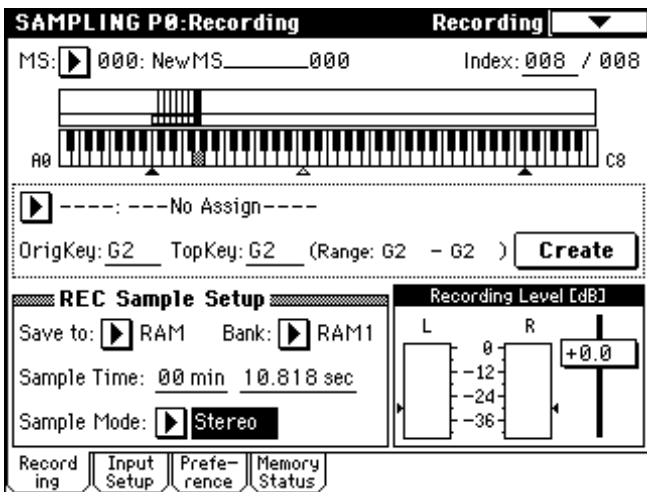 SAMPLING P0:Recording Recording
MS: 000: NewMS________000 Index: 008 / 008
A0 C8
----: ---No Assign----
OrigKey: G2 TopKey: G2 (Range: G2 - G2 ) Create
REC Sample Setup
Save to: RAM Bank: RAM1
Sample Time: 00 min 10.818 sec
Sample Mode: Stereo
Recording Level [dB]
L R
0
+0.0
-12
-24
-36
Record
ing
Input
Setup
Prefe-
rence
Memory
Status